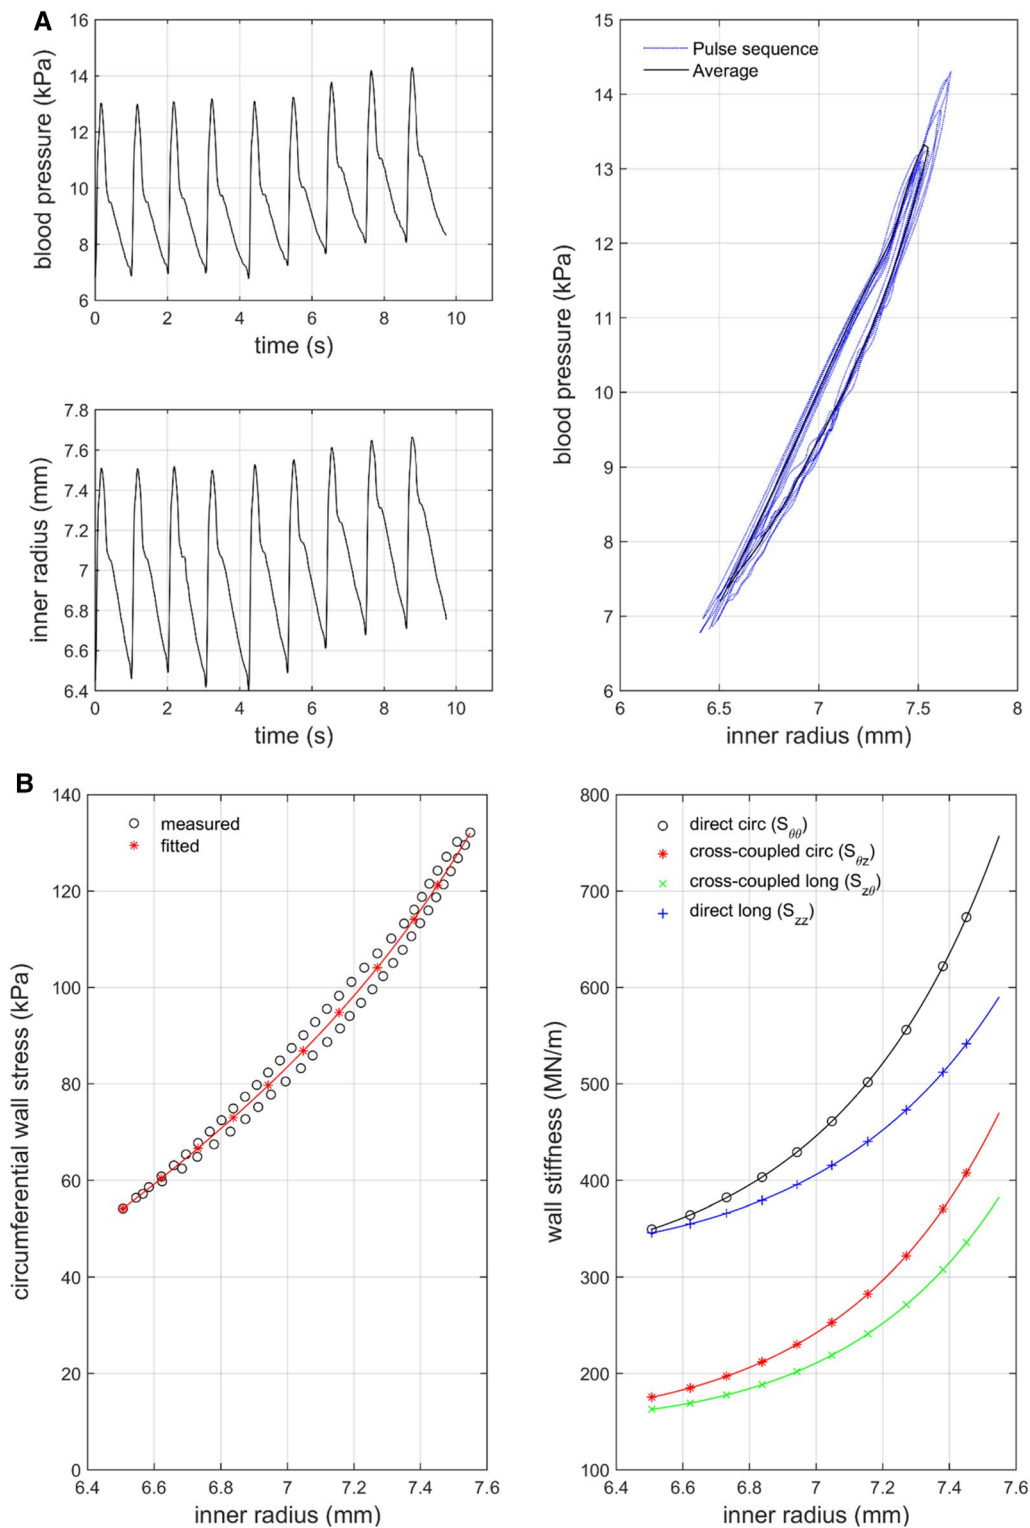 A
blood pressure (kPa)
16
14
12
10
8
6
0 2 4 6 8 10
time (s)
inner radius (mm)
7.8
7.6
7.4
7.2
7
6.8
6.6
6.4
0 2 4 6 8 10
time (s)
blood pressure (kPa)
15
14
13
12
11
10
9
8
7
6
Pulse sequence
Average
6 6.5 7 7.5 8
inner radius (mm)
B
circumferential wall stress (kPa)
140
120
100
80
60
40
20
0
measured
fitted
6.4 6.6 6.8 7 7.2 7.4 7.6
inner radius (mm)
wall stiffness (MN/m)
800
700
600
500
400
300
200
100
direct circ (Sθθ)
cross-coupled circ (Sθz)
cross-coupled long (Szθ)
direct long (Szz)
6.4 6.6 6.8 7 7.2 7.4 7.6
inner radius (mm)